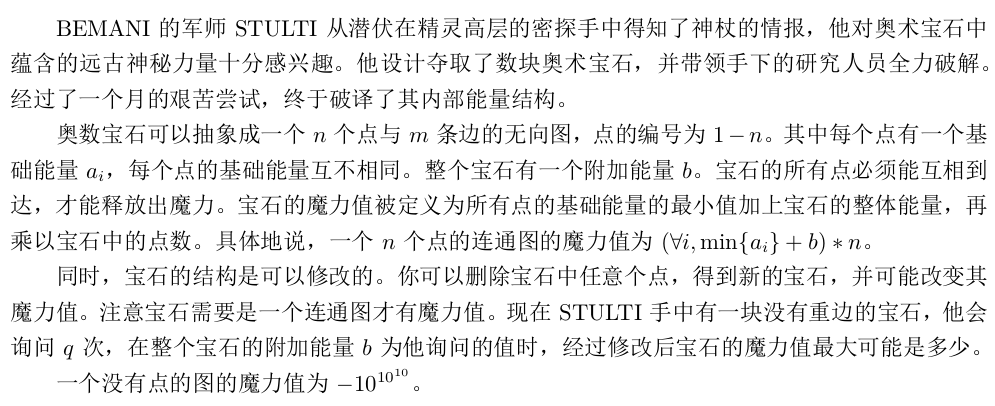 BEMANI 的军师 STULTI 从潜伏在精灵高层的密探手中得知了神杖的情报，他对奥术宝石中
蕴含的远古神秘力量十分感兴趣。他设计夺取了数块奥术宝石，并带领手下的研究人员全力破解。
经过了一个月的艰苦尝试，终于破译了其内部能量结构。
奥数宝石可以抽象成一个 n 个点与 m 条边的无向图，点的编号为 1 − n。其中每个点有一个基
础能量 a_i，每个点的基础能量互不相同。整个宝石有一个附加能量 b。宝石的所有点必须能互相到
达，才能释放出魔力。宝石的魔力值被定义为所有点的基础能量的最小值加上宝石的整体能量，再
乘以宝石中的点数。具体地说，一个 n 个点的连通图的魔力值为 (∀i, min{a_i} + b) ∗ n。
同时，宝石的结构是可以修改的。你可以删除宝石中任意个点，得到新的宝石，并可能改变其
魔力值。注意宝石需要是一个连通图才有魔力值。现在 STULTI 手中有一块没有重边的宝石，他会
询问 q 次，在整个宝石的附加能量 b 为他询问的值时，经过修改后宝石的魔力值最大可能是多少。
一个没有点的图的魔力值为 −10^{10^{10}}。